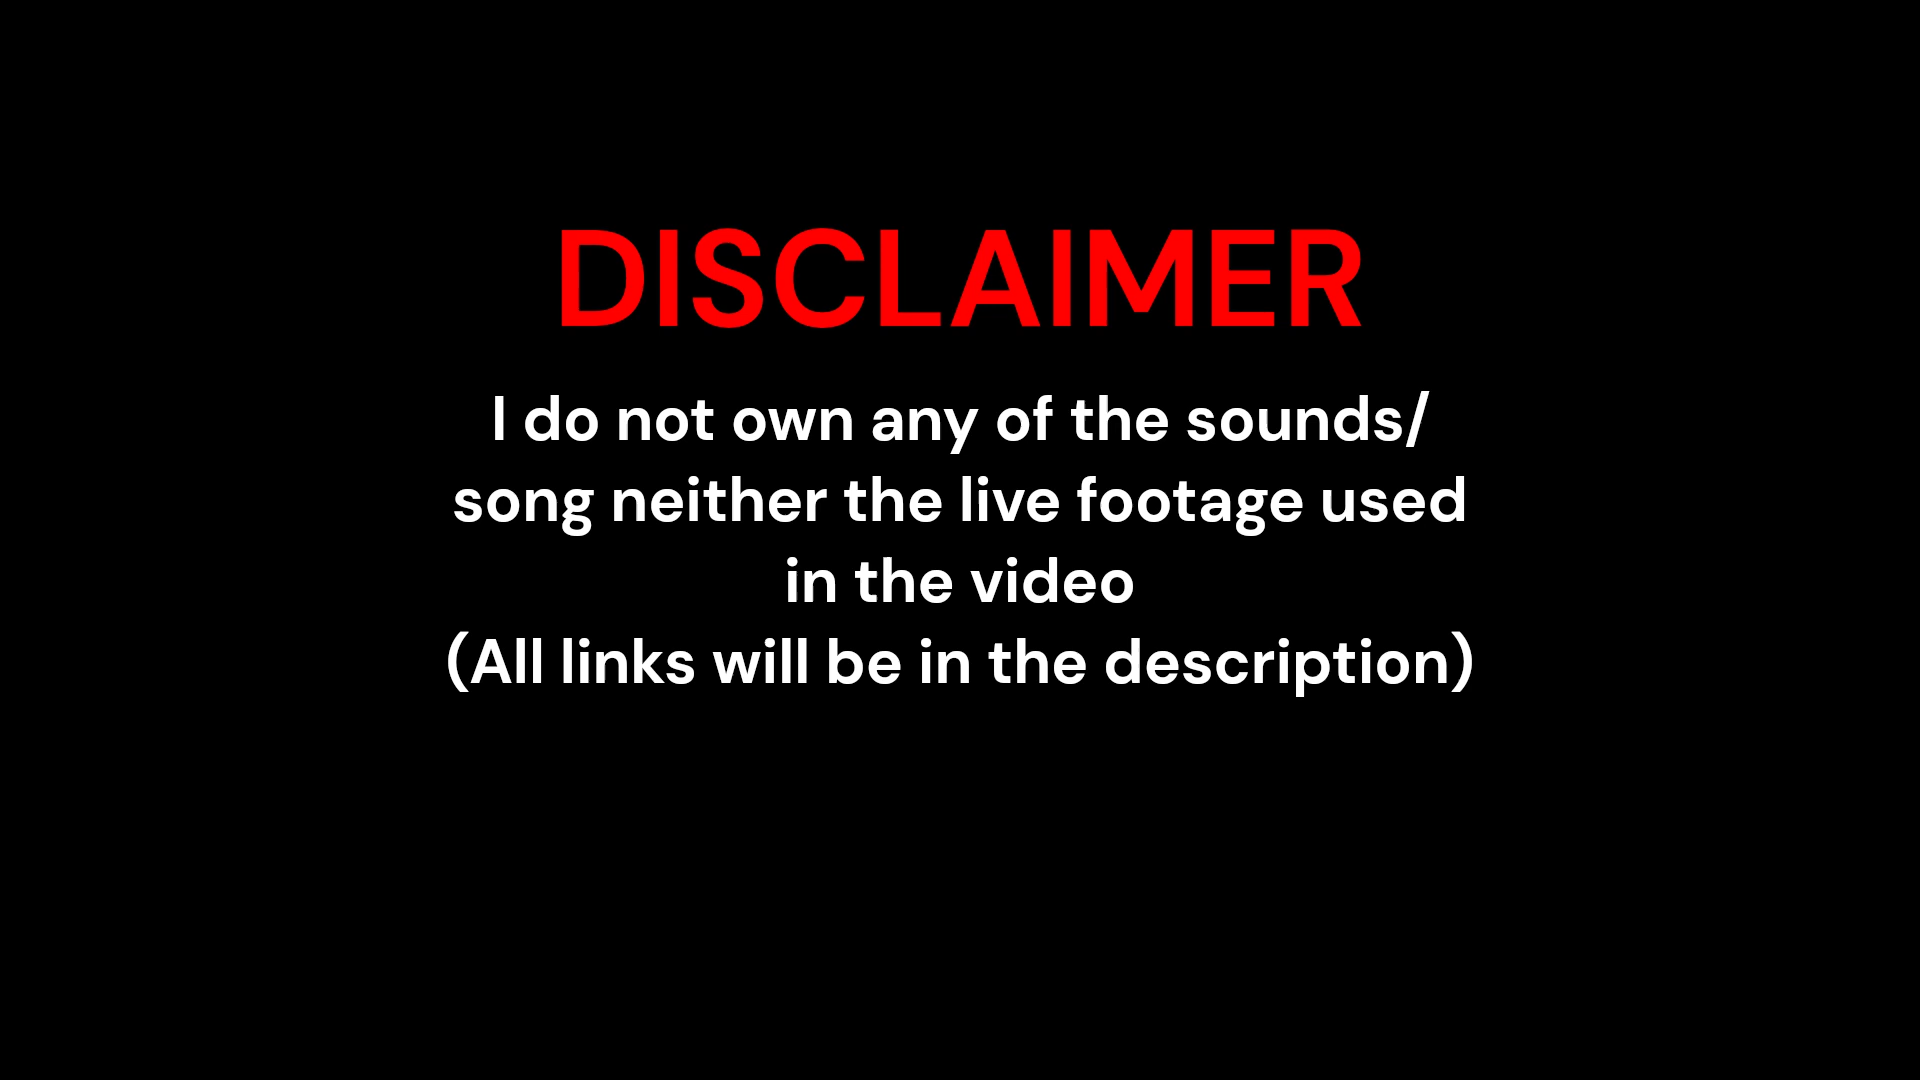 DISCLAIMER
I do not own any of the sounds/
song neither the live footage used
in the video
(All links will be in the description)